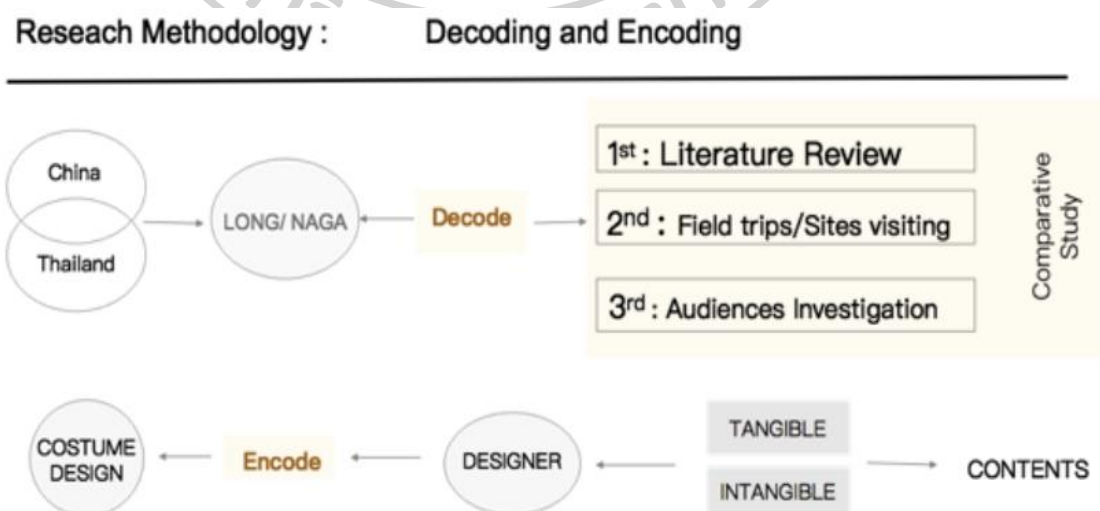 Reseach Methodology : Decoding and Encoding
China
Thailand
LONG/ NAGA
Decode
1st : Literature Review
2nd : Field trips/Sites visiting
3rd : Audiences Investigation
Comparative
Study
COSTUME
DESIGN
Encode
DESIGNER
TANGIBLE
INTANGIBLE
CONTENTS